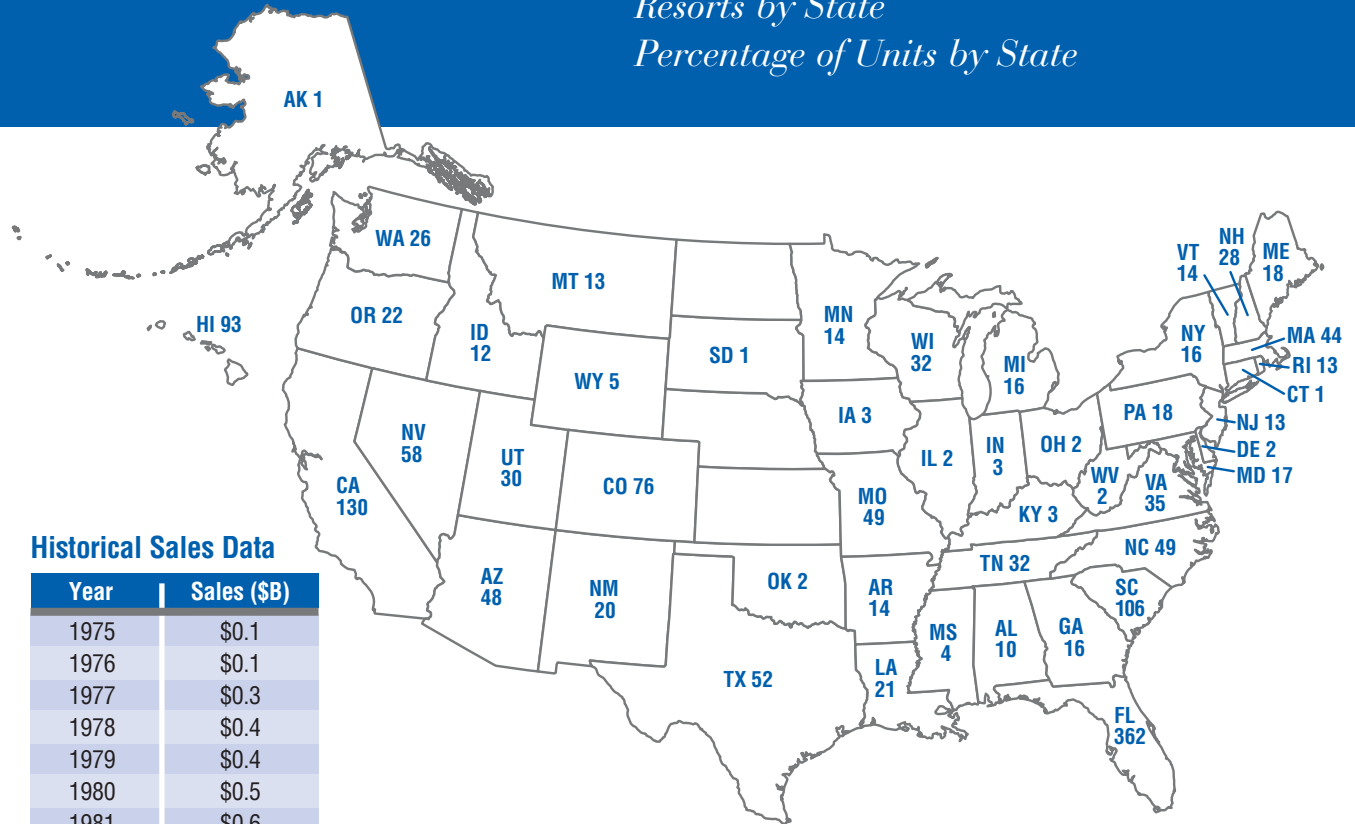 Resorts by State
Percentage of Units by State
AK 1
WA 26
MT 13
OR 22
ID
12
HI 93
WY 5
SD 1
MN
14
WI
32
MI
16
VT
14
NH
28
ME
18
NY
16
MA 44
RI 13
CT 1
PA 18
NJ 13
DE 2
MD 17
IA 3
NV
58
UT
30
CO 76
CA
130
IL 2
IN
3
OH 2
WV
2
VA
35
MO
49
KY 3
NC 49
TN 32
AZ
48
NM
20
OK 2
AR
14
SC
106
MS
4
AL
10
GA
16
LA
21
TX 52
FL
362
Historical Sales Data
Year Sales ($B)
1975 $0.1
1976 $0.1
1977 $0.3
1978 $0.4
1979 $0.4
1980 $0.5
1981 $0.6